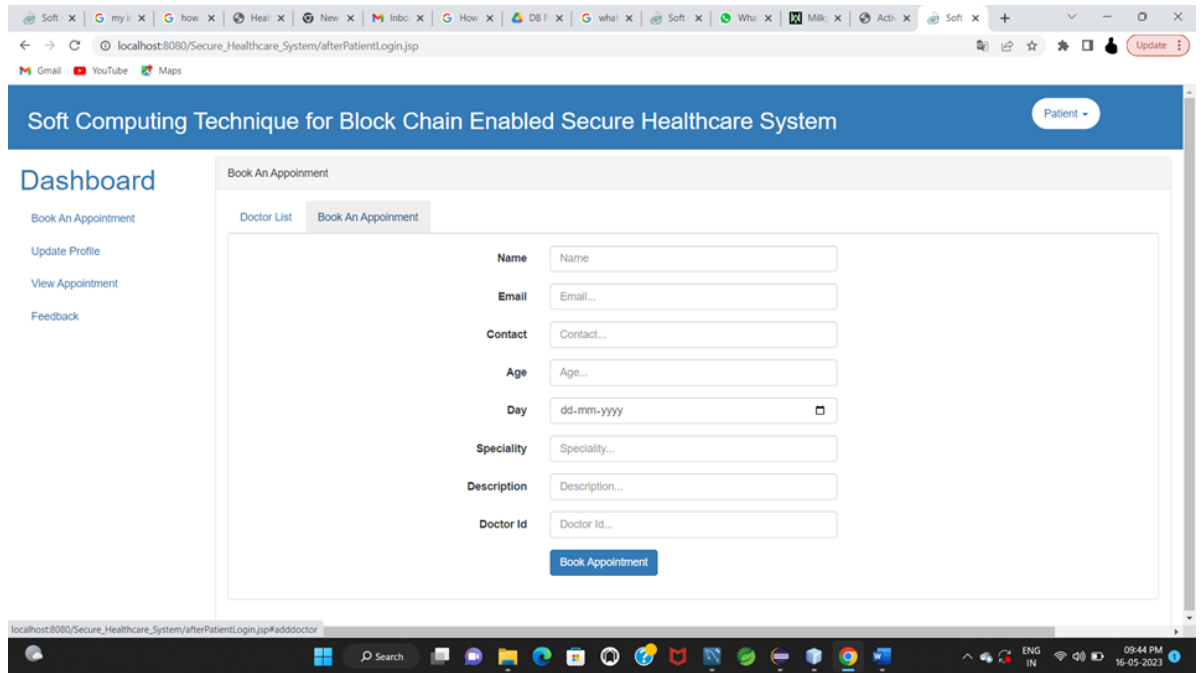 Soft
my ii
how
Heal
New
Inbo
How
DB F
what
Soft
Wha
Milk
Activ
Soft
localhost:8080/Secure_Healthcare_System/afterPatientLogin.jsp
Update
Gmail YouTube Maps
Soft Computing Technique for Block Chain Enabled Secure Healthcare System
Patient
Dashboard
Book An Appointment
Update Profile
View Appointment
Feedback
Book An Appoinment
Doctor List Book An Appoinment
Name Name
Email Email...
Contact Contact...
Age Age...
Day dd-mm-yyyy
Speciality Speciality...
Description Description...
Doctor Id Doctor Id...
Book Appointment
localhost:8080/Secure_Healthcare_System/afterPatientLogin.jsp#adddoctor
Search
ENG
IN
09:44 PM
16-05-2023
1